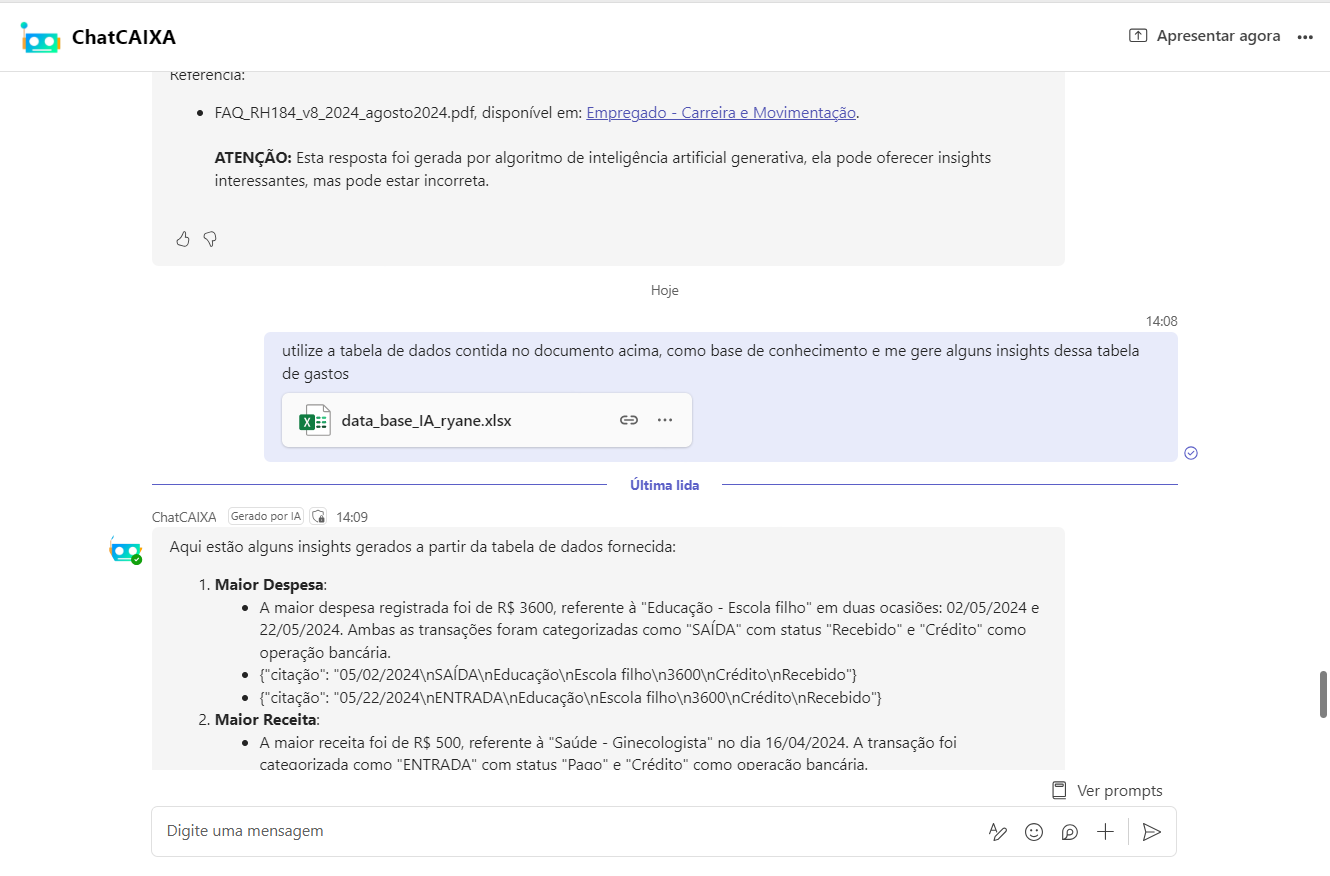 ChatCAIXA
Apresentar agora
Referência:
FAQ_RH184_v8_2024_agosto2024.pdf, disponível em: Empregado - Carreira e Movimentação.
ATENÇÃO: Esta resposta foi gerada por algoritmo de inteligência artificial generativa, ela pode oferecer insights
interessantes, mas pode estar incorreta.
Hoje
14:08
utilize a tabela de dados contida no documento acima, como base de conhecimento e me gere alguns insights dessa tabela
de gastos
data_base_IA_ryane.xlsx
Última lida
ChatCAIXA Gerado por IA 14:09
Aqui estão alguns insights gerados a partir da tabela de dados fornecida:
1. Maior Despesa:
A maior despesa registrada foi de R$ 3600, referente à "Educação - Escola filho" em duas ocasiões: 02/05/2024 e
22/05/2024. Ambas as transações foram categorizadas como "SAÍDA" com status "Recebido" e "Crédito" como
operação bancária.
{"citação": "05/02/2024\nSAÍDA\nEducação\nEscola filho\n3600\nCrédito\nRecebido"}
{"citação": "05/22/2024\nENTRADA\nEducação\nEscola filho\n3600\nCrédito\nRecebido"}
2. Maior Receita:
A maior receita foi de R$ 500, referente à "Saúde - Ginecologista" no dia 16/04/2024. A transação foi
categorizada como "ENTRADA" com status "Pago" e "Crédito" como operação bancária.
Ver prompts
Digite uma mensagem